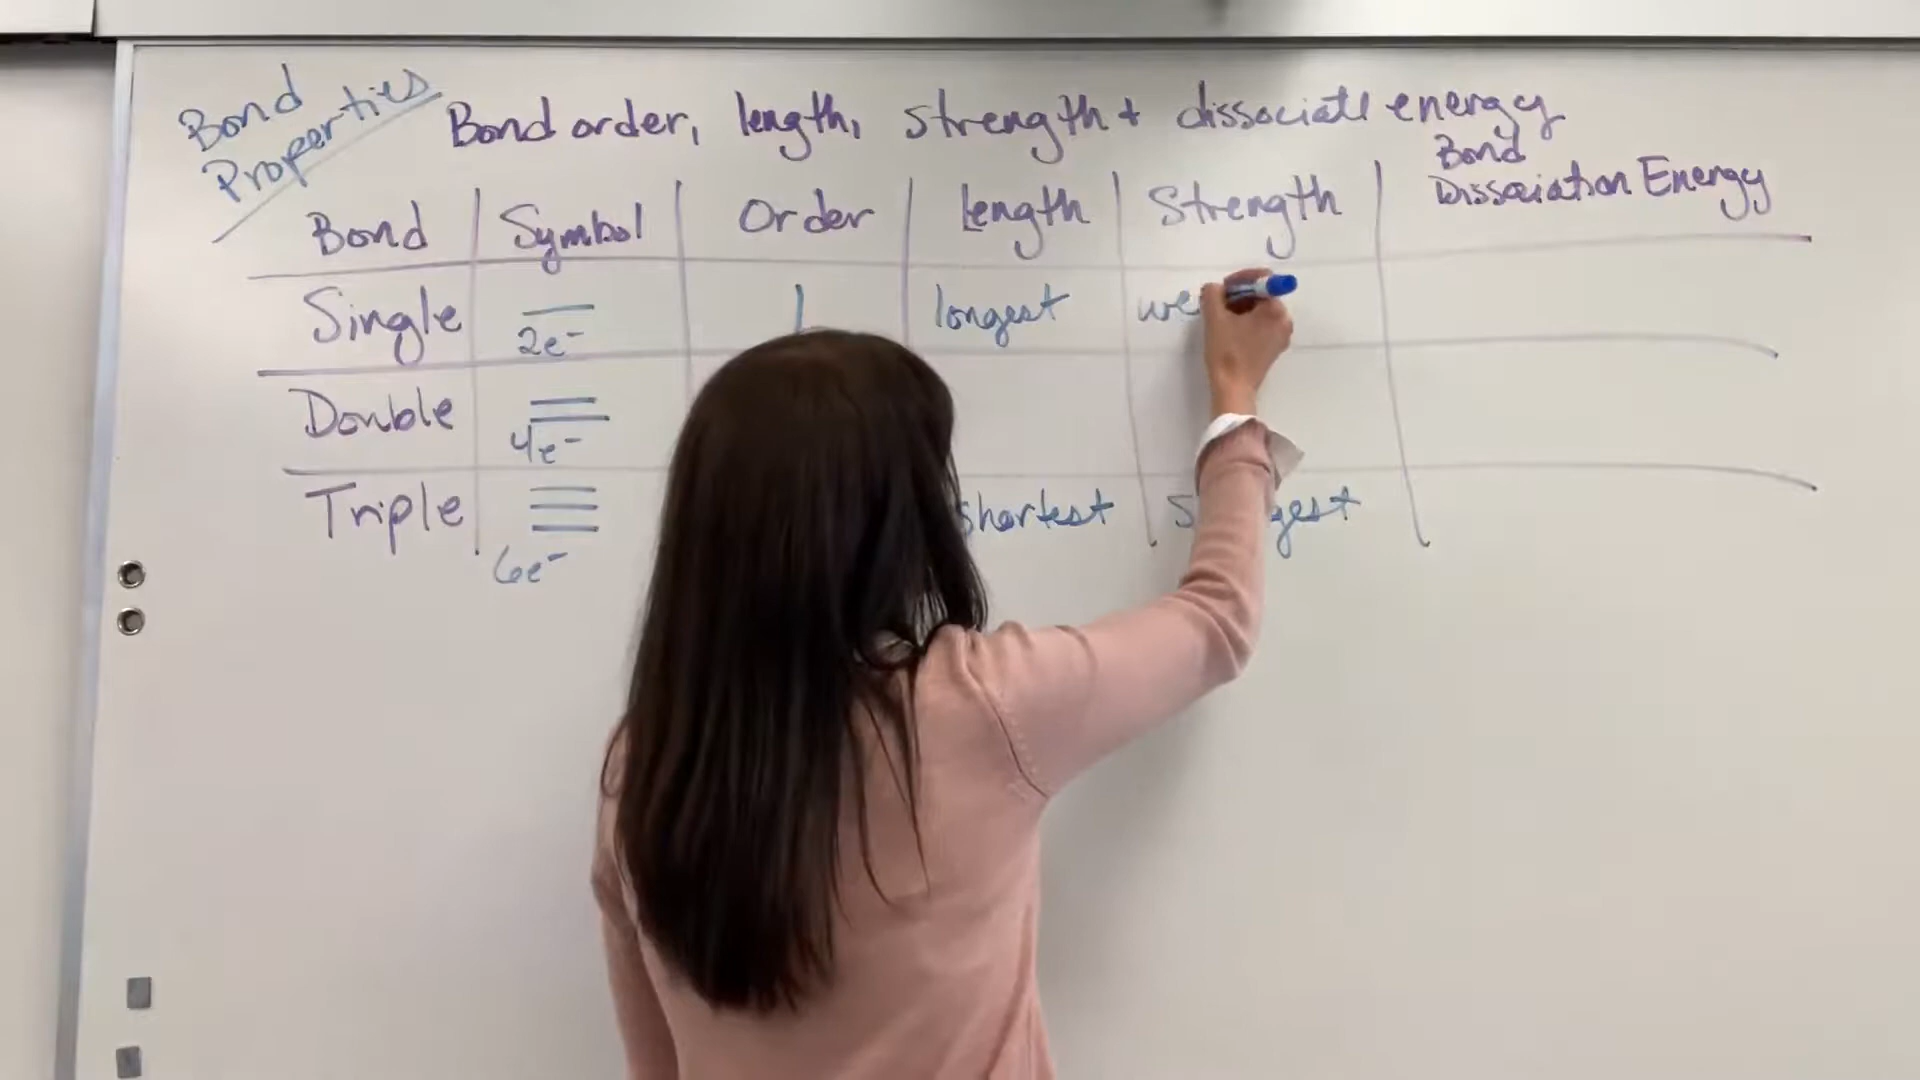 Bond Properties
Bond order, length, strength + dissociate energy
Bond Symbol Order length Strength Bond Dissociation Energy
Single 2e⁻ 1 longest we
Double 4e⁻
Triple 6e⁻ shortest